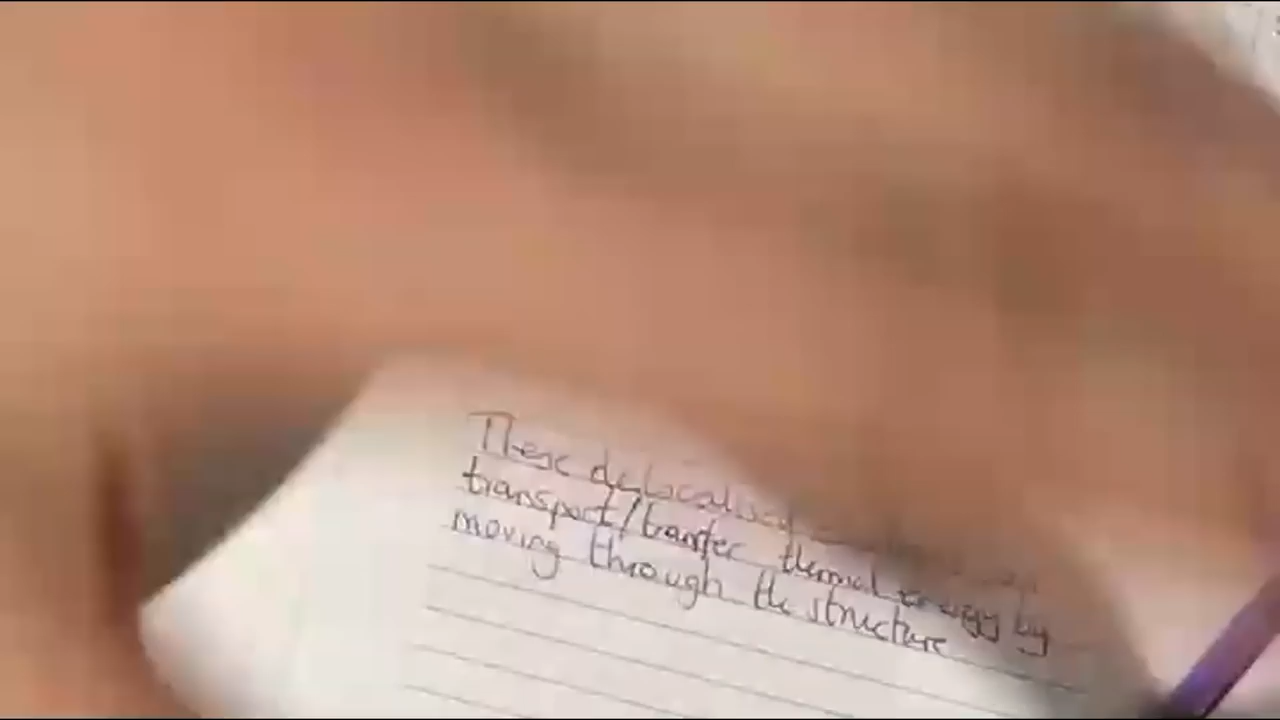 These delocalised
transport/transfer thermal energy by
moving through the structure